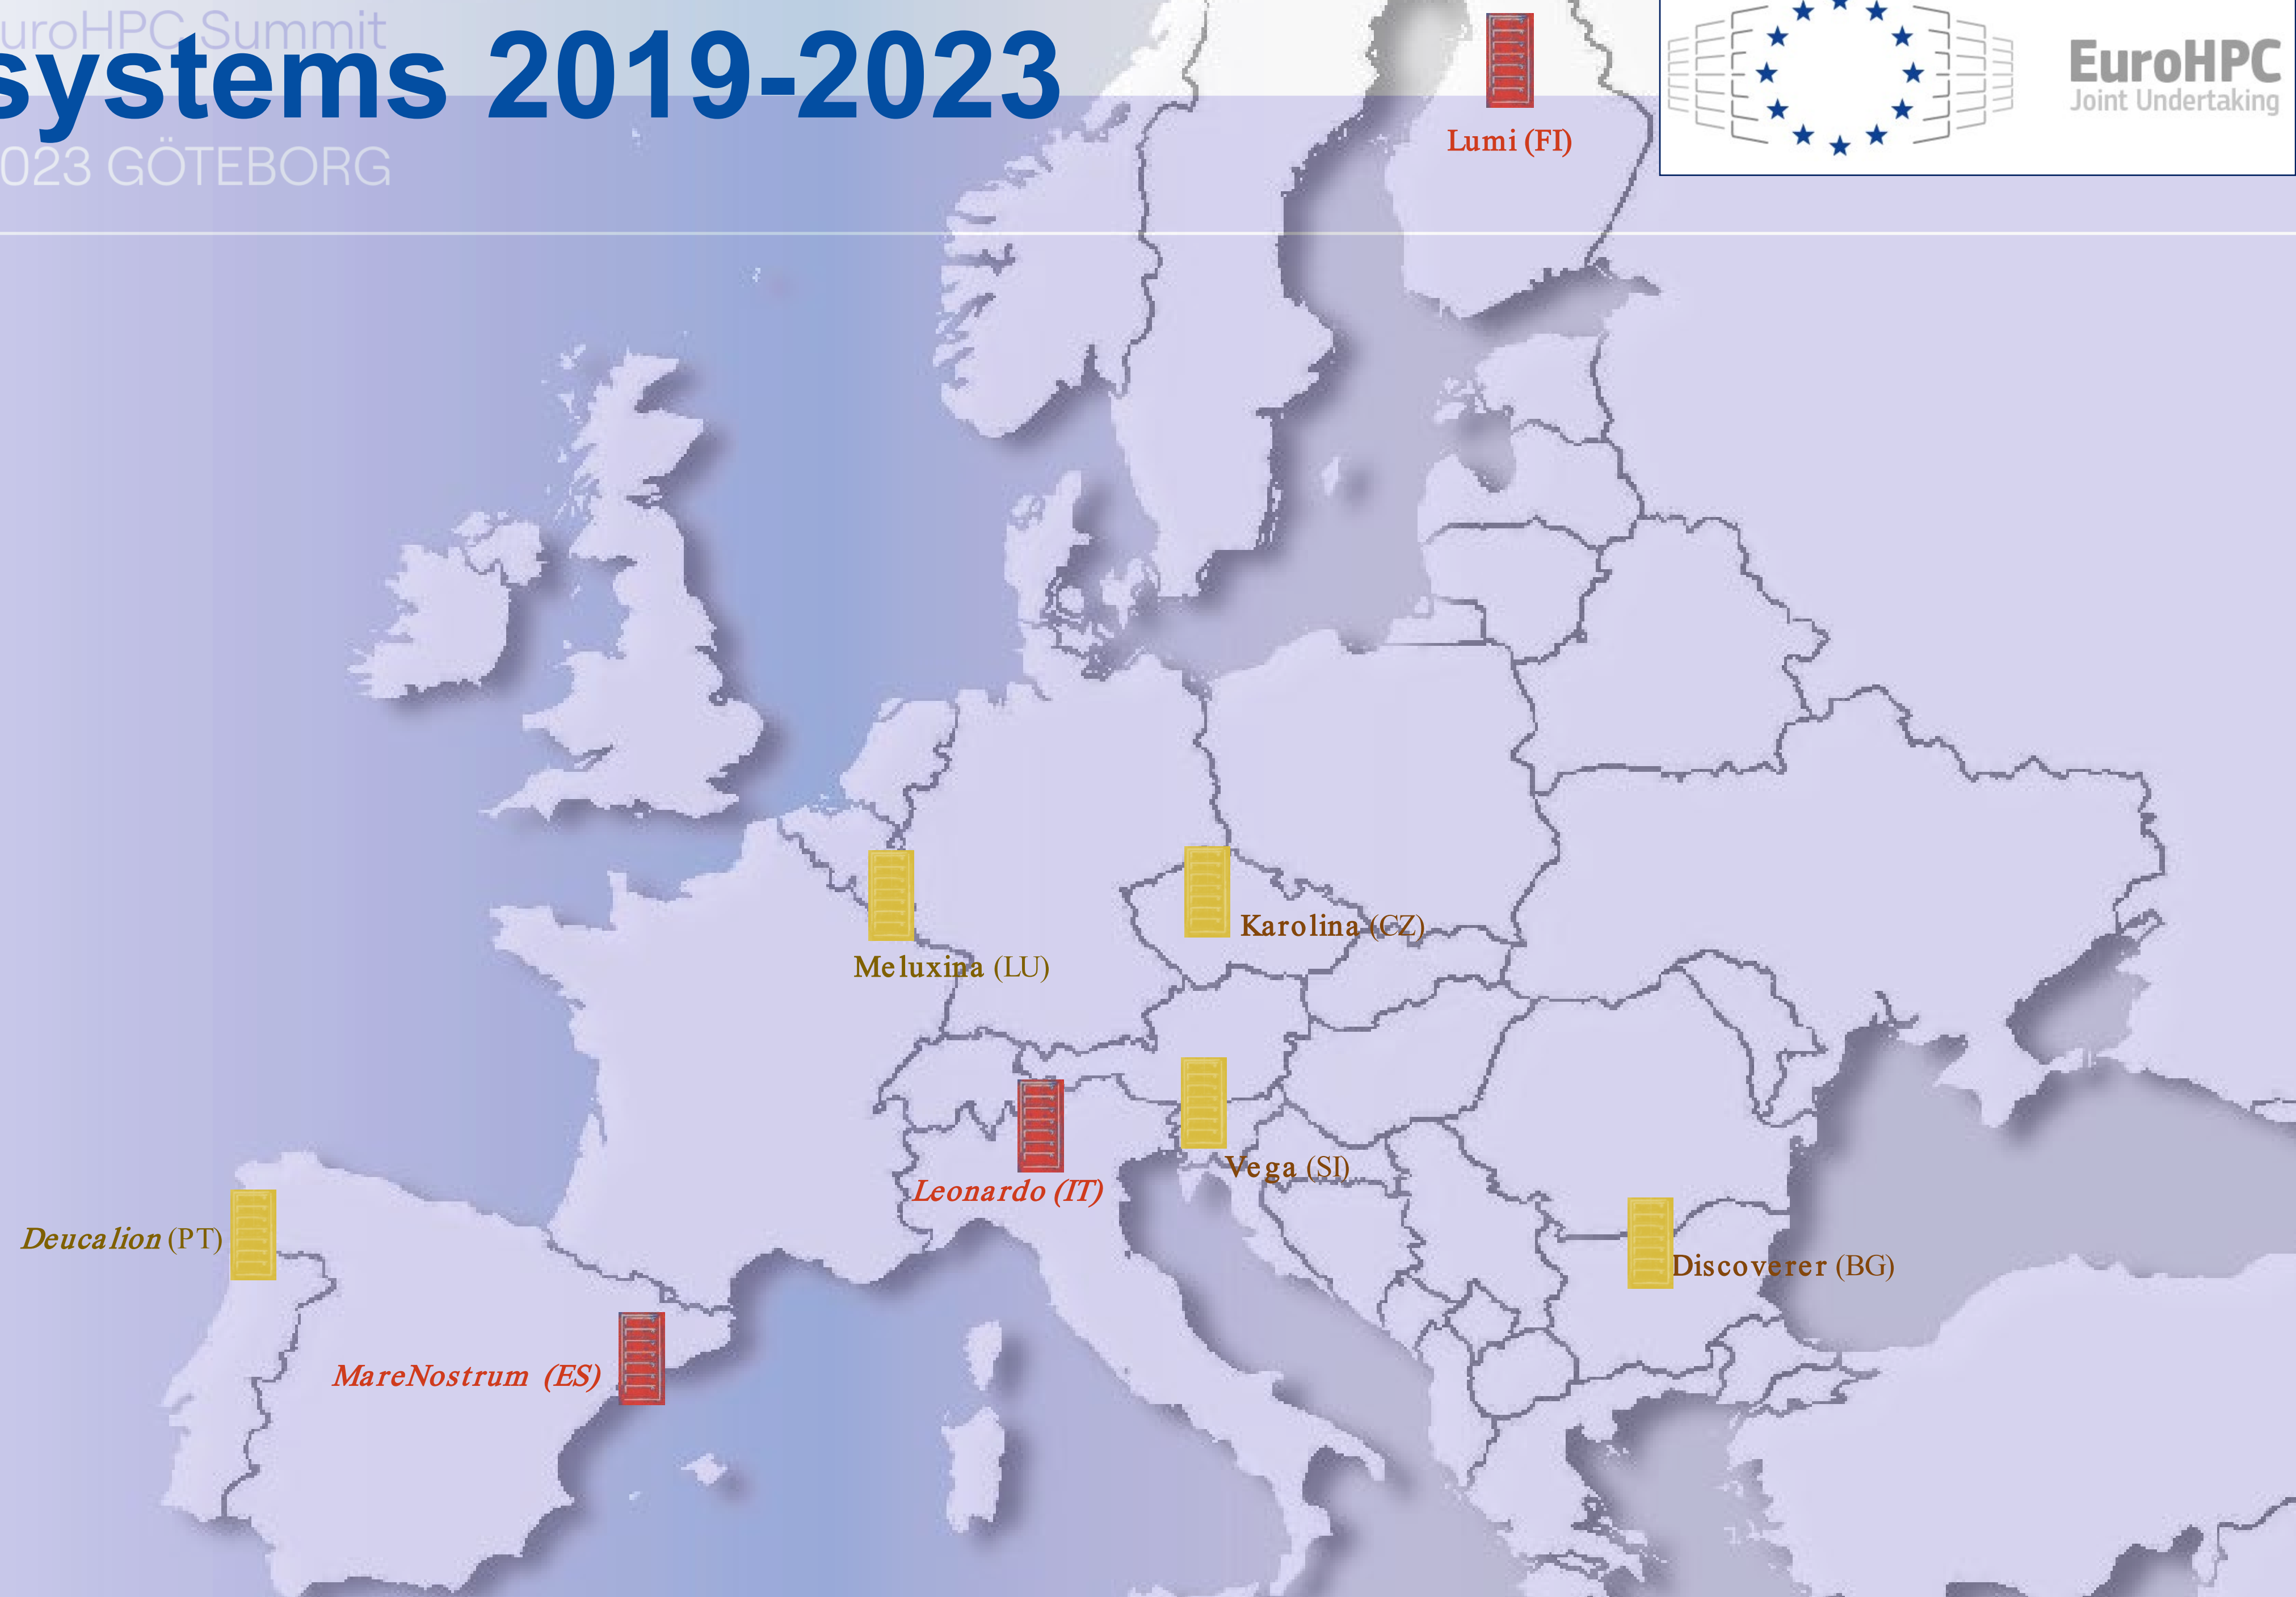 uroHPC Summit
systems 2019-2023
023 GÖTEBORG
EuroHPC
Joint Undertaking
Lumi (FI)
Karolina (CZ)
Meluxina (LU)
Vega (SI)
Leonardo (IT)
Deucalion (PT)
Discoverer (BG)
MareNostrum (ES)